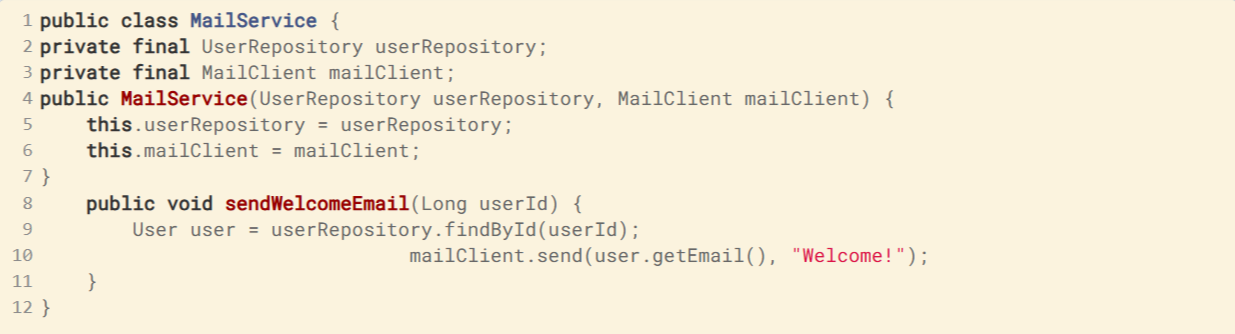 1 public class MailService {
2 private final UserRepository userRepository;
3 private final MailClient mailClient;
4 public MailService(UserRepository userRepository, MailClient mailClient) {
5     this.userRepository = userRepository;
6     this.mailClient = mailClient;
7 }
8     public void sendWelcomeEmail(Long userId) {
9         User user = userRepository.findById(userId);
10                                 mailClient.send(user.getEmail(), "Welcome!");
11     }
12 }